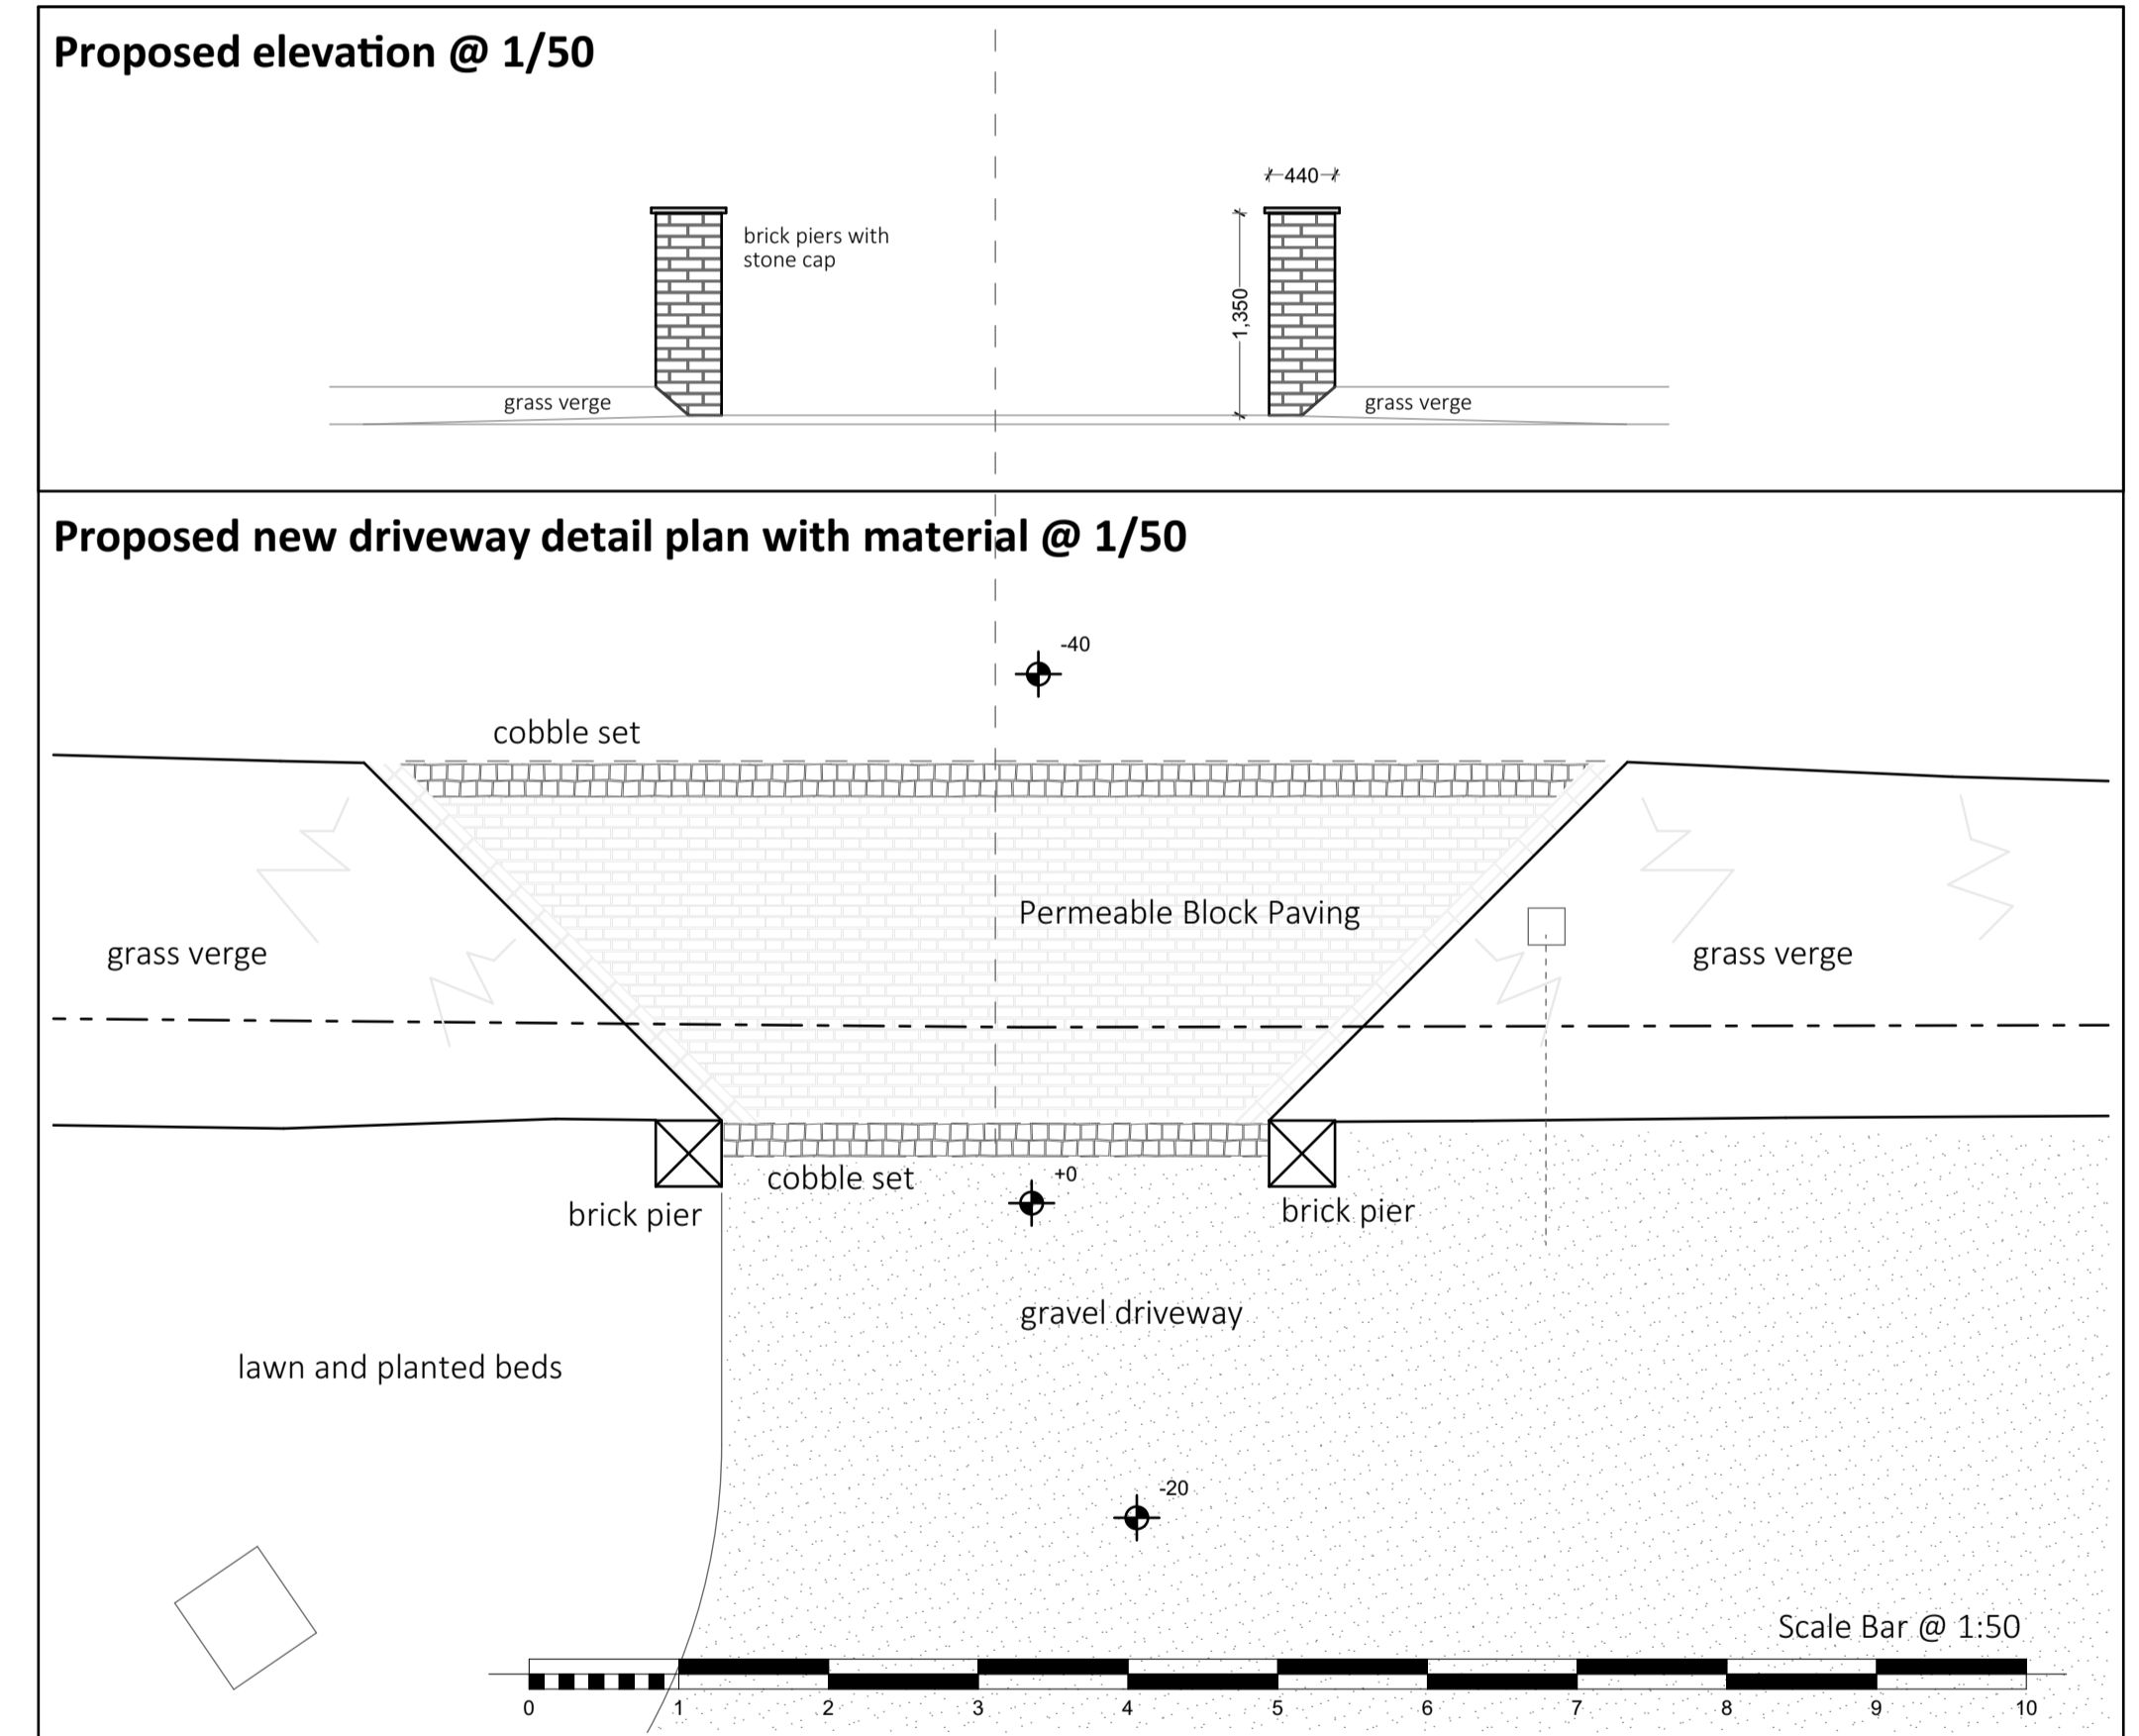 Proposed elevation @ 1/50
440
brick piers with
stone cap
1,350
grass verge
grass verge
Proposed new driveway detail plan with material @ 1/50
-40
cobble set
Permeable Block Paving
grass verge
grass verge
cobble set
+0
brick pier
brick pier
gravel driveway
lawn and planted beds
-20
Scale Bar @ 1:50
0 1 2 3 4 5 6 7 8 9 10